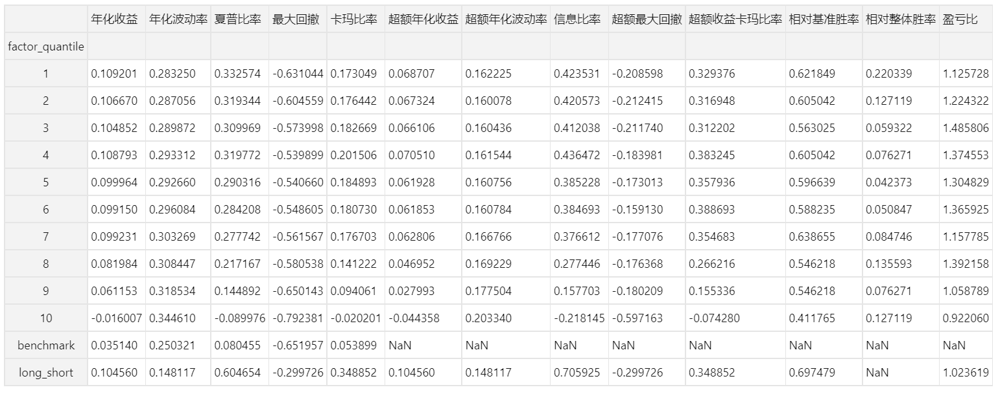 年化收益 年化波动率 夏普比率 最大回撤 卡玛比率 超额年化收益 超额年化波动率 信息比率 超额最大回撤 超额收益卡玛比率 相对基准胜率 相对整体胜率 盈亏比
factor_quantile
1 0.109201 0.283250 0.332574 -0.631044 0.173049 0.068707 0.162225 0.423531 -0.208598 0.329376 0.621849 0.220339 1.125728
2 0.106670 0.287056 0.319344 -0.604559 0.176442 0.067324 0.160078 0.420573 -0.212415 0.316948 0.605042 0.127119 1.224322
3 0.104852 0.289872 0.309969 -0.573998 0.182669 0.066106 0.160436 0.412038 -0.211740 0.312202 0.563025 0.059322 1.485806
4 0.108793 0.293312 0.319772 -0.539899 0.201506 0.070510 0.161544 0.436472 -0.183981 0.383245 0.605042 0.076271 1.374553
5 0.099964 0.292660 0.290316 -0.540660 0.184893 0.061928 0.160756 0.385228 -0.173013 0.357936 0.596639 0.042373 1.304829
6 0.099150 0.296084 0.284208 -0.548605 0.180730 0.061853 0.160784 0.384693 -0.159130 0.388693 0.588235 0.050847 1.365925
7 0.099231 0.303269 0.277742 -0.561567 0.176703 0.062806 0.166766 0.376612 -0.177076 0.354683 0.638655 0.084746 1.157785
8 0.081984 0.308447 0.217167 -0.580538 0.141222 0.046952 0.169229 0.277446 -0.176368 0.266216 0.546218 0.135593 1.392158
9 0.061153 0.318534 0.144892 -0.650143 0.094061 0.027993 0.177504 0.157703 -0.180209 0.155336 0.546218 0.076271 1.058789
10 -0.016007 0.344610 -0.089976 -0.792381 -0.020201 -0.044358 0.203340 -0.218145 -0.597163 -0.074280 0.411765 0.127119 0.922060
benchmark 0.035140 0.250321 0.080455 -0.651957 0.053899 NaN NaN NaN NaN NaN NaN NaN NaN
long_short 0.104560 0.148117 0.604654 -0.299726 0.348852 0.104560 0.148117 0.705925 -0.299726 0.348852 0.697479 NaN 1.023619